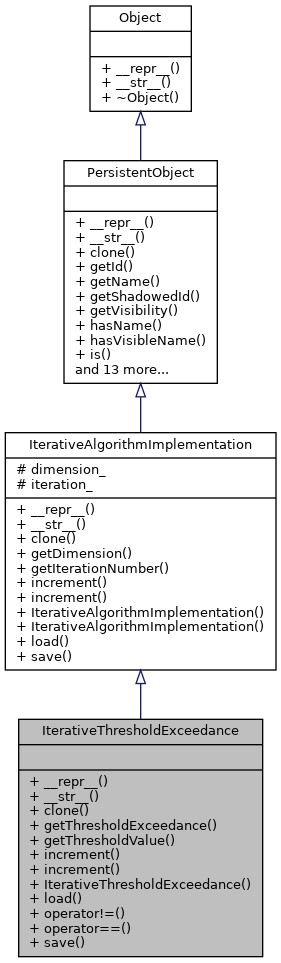 Object
+ __repr__()
+ __str__()
+ ~Object()
PersistentObject
+ __repr__()
+ __str__()
+ clone()
+ getId()
+ getName()
+ getShadowedId()
+ getVisibility()
+ hasName()
+ hasVisibleName()
+ is()
and 13 more...
IterativeAlgorithmImplementation
# dimension_
# iteration_
+ __repr__()
+ __str__()
+ clone()
+ getDimension()
+ getIterationNumber()
+ increment()
+ increment()
+ IterativeAlgorithmImplementation()
+ IterativeAlgorithmImplementation()
+ load()
+ save()
IterativeThresholdExceedance
+ __repr__()
+ __str__()
+ clone()
+ getThresholdExceedance()
+ getThresholdValue()
+ increment()
+ increment()
+ IterativeThresholdExceedance()
+ load()
+ operator!=()
+ operator==()
+ save()